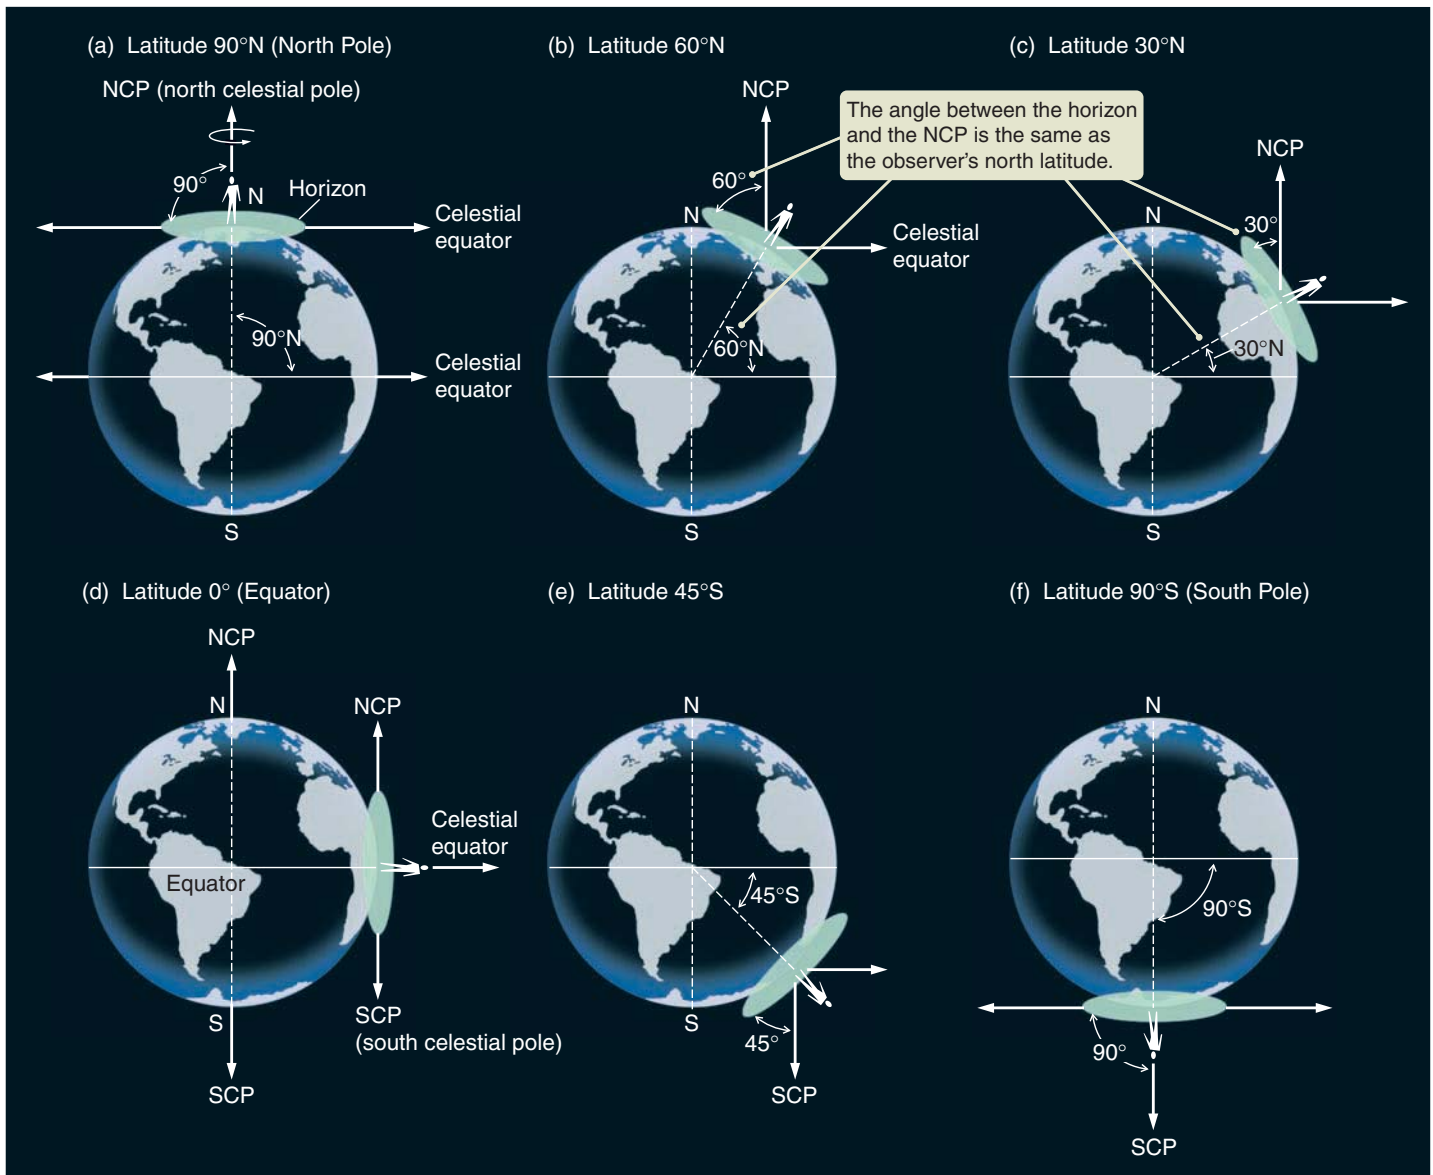 (a) Latitude 90°N (North Pole)
NCP (north celestial pole)
90°
N
Horizon
Celestial
equator
90°N
Celestial
equator
S
(b) Latitude 60°N
NCP
The angle between the horizon
and the NCP is the same as
the observer's north latitude.
60°
N
Celestial
equator
60°N
S
(c) Latitude 30°N
NCP
N
30°
30°N
S
(d) Latitude 0° (Equator)
NCP
N
NCP
Celestial
equator
Equator
S
SCP
(south celestial pole)
SCP
(e) Latitude 45°S
N
45°S
S
45°
SCP
(f) Latitude 90°S (South Pole)
N
90°S
90°
SCP